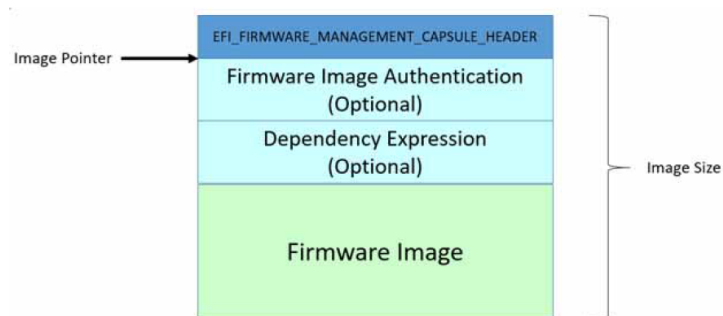 EFI_FIRMWARE_MANAGEMENT_CAPSULE_HEADER
Image Pointer
Firmware Image Authentication
(Optional)
Dependency Expression
(Optional)
Image Size
Firmware Image